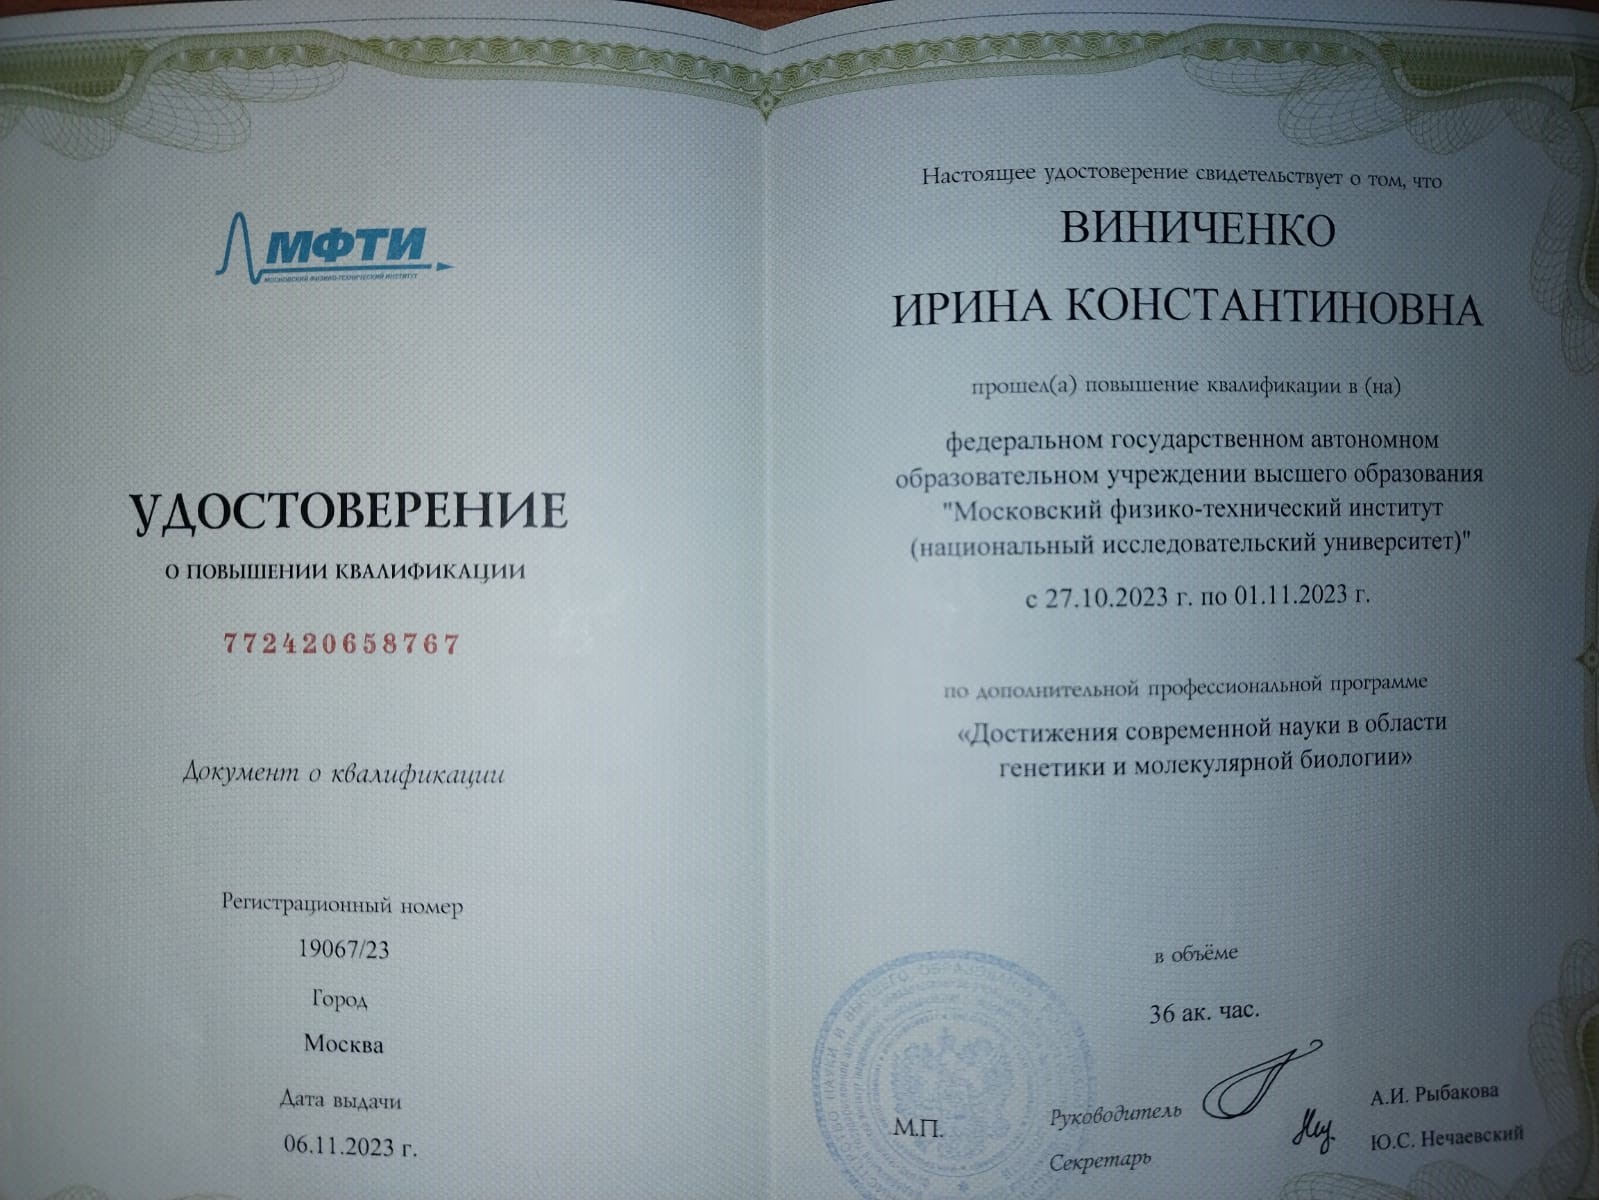 МФТИ
МОСКОВСКИЙ ФИЗИКО-ТЕХНИЧЕСКИЙ ИНСТИТУТ
УДОСТОВЕРЕНИЕ
О ПОВЫШЕНИИ КВАЛИФИКАЦИИ
772420658767
Документ о квалификации
Регистрационный номер
19067/23
Город
Москва
Дата выдачи
06.11.2023 г.
Настоящее удостоверение свидетельствует о том, что
ВИНИЧЕНКО
ИРИНА КОНСТАНТИНОВНА
прошел(а) повышение квалификации в (на)
федеральном государственном автономном
образовательном учреждении высшего образования
"Московский физико-технический институт
(национальный исследовательский университет)"
с 27.10.2023 г. по 01.11.2023 г.
по дополнительной профессиональной программе
«Достижения современной науки в области
генетики и молекулярной биологии»
в объёме
36 ак. час.
М.П.
Руководитель
А.И. Рыбакова
Секретарь
Ю.С. Нечаевский